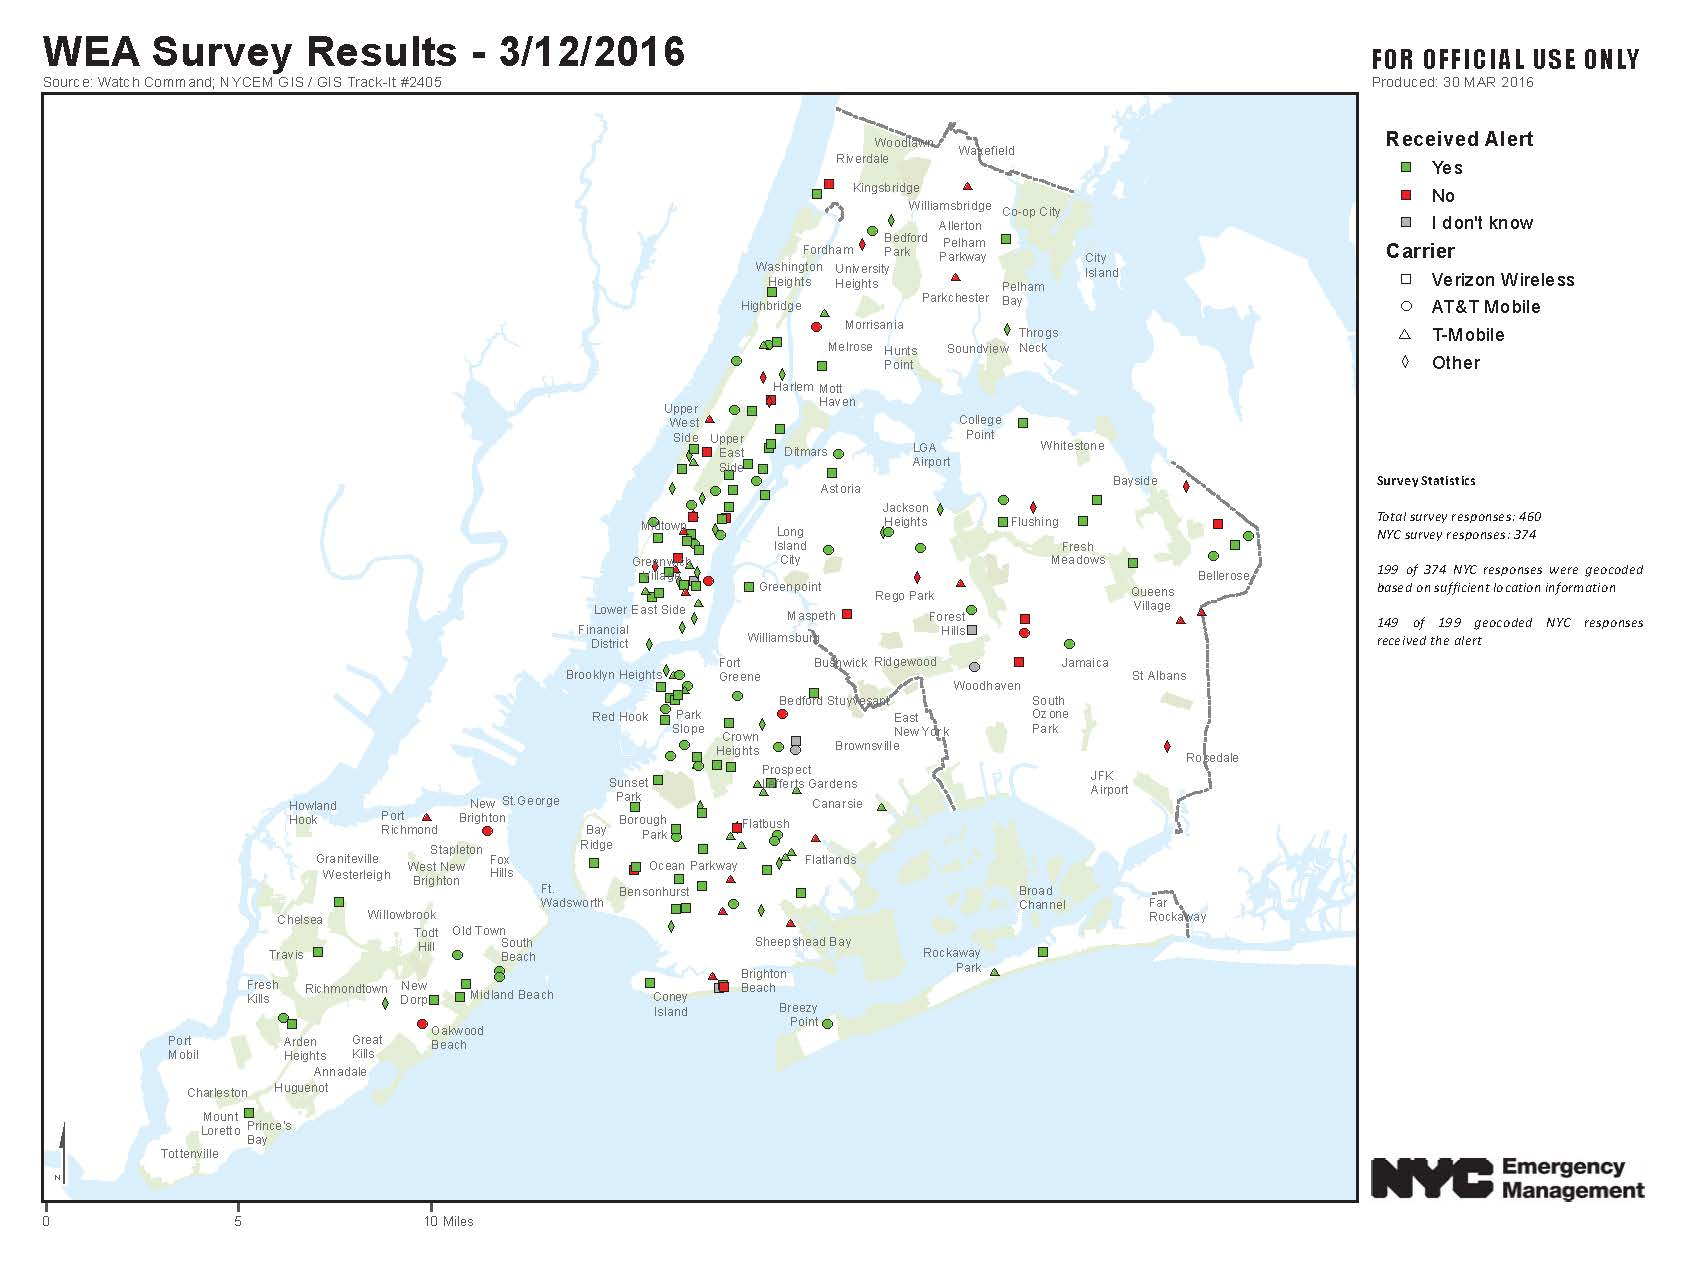 WEA Survey Results - 3/12/2016
Source: Watch Command; NYCEM GIS / GIS Track-It #2405
FOR OFFICIAL USE ONLY
Produced: 30 MAR 2016
Received Alert
Yes
No
I don't know
Carrier
Verizon Wireless
AT&T Mobile
T-Mobile
Other
Survey Statistics
Total survey responses: 460
NYC survey responses: 374
199 of 374 NYC responses were geocoded
based on sufficient location information
149 of 199 geocoded NYC responses
received the alert
Woodlawn
Wakefield
Riverdale
Kingsbridge
Williamsbridge
Co-op City
Allerton
Bedford
Park
Pelham
Parkway
Fordham
City
Island
Washington
Heights
University
Heights
Pelham
Bay
Parkchester
Highbridge
Morrisania
Throgs
Neck
Melrose
Hunts
Point
Soundview
Harlem
Mott
Haven
Upper
West
Side
Upper
East
Side
College
Point
Whitestone
Ditmars
LGA
Airport
Astoria
Bayside
Jackson
Heights
Flushing
Midtown
Long
Island
City
Fresh
Meadows
Greenwich
Village
Bellerose
Greenpoint
Rego Park
Queens
Village
Lower East Side
Maspeth
Forest
Hills
Financial
District
Williamsburg
Bushwick
Ridgewood
Jamaica
Brooklyn Heights
Fort
Greene
St Albans
Woodhaven
Bedford Stuyvesant
South
Ozone
Park
Red Hook
Park
Slope
East
New York
Crown
Heights
Brownsville
Rosedale
Prospect
Lefferts Gardens
JFK
Airport
Sunset
Park
Canarsie
Howland
Hook
Port
Richmond
New
Brighton
St.George
Borough
Park
Flatbush
Bay
Ridge
Stapleton
Graniteville
Westerleigh
West New
Brighton
Fox
Hills
Ocean Parkway
Flatlands
Ft.
Wadsworth
Bensonhurst
Broad
Channel
Far
Rockaway
Chelsea
Willowbrook
Todt
Hill
Old Town
South
Beach
Sheepshead Bay
Travis
Rockaway
Park
Fresh
Kills
Richmondtown
New
Dorp
Midland Beach
Brighton
Beach
Coney
Island
Breezy
Point
Port
Mobil
Arden
Heights
Great
Kills
Oakwood
Beach
Annadale
Charleston
Huguenot
Mount
Loretto
Prince's
Bay
Tottenville
N
0
5
10 Miles
NYC Emergency
Management